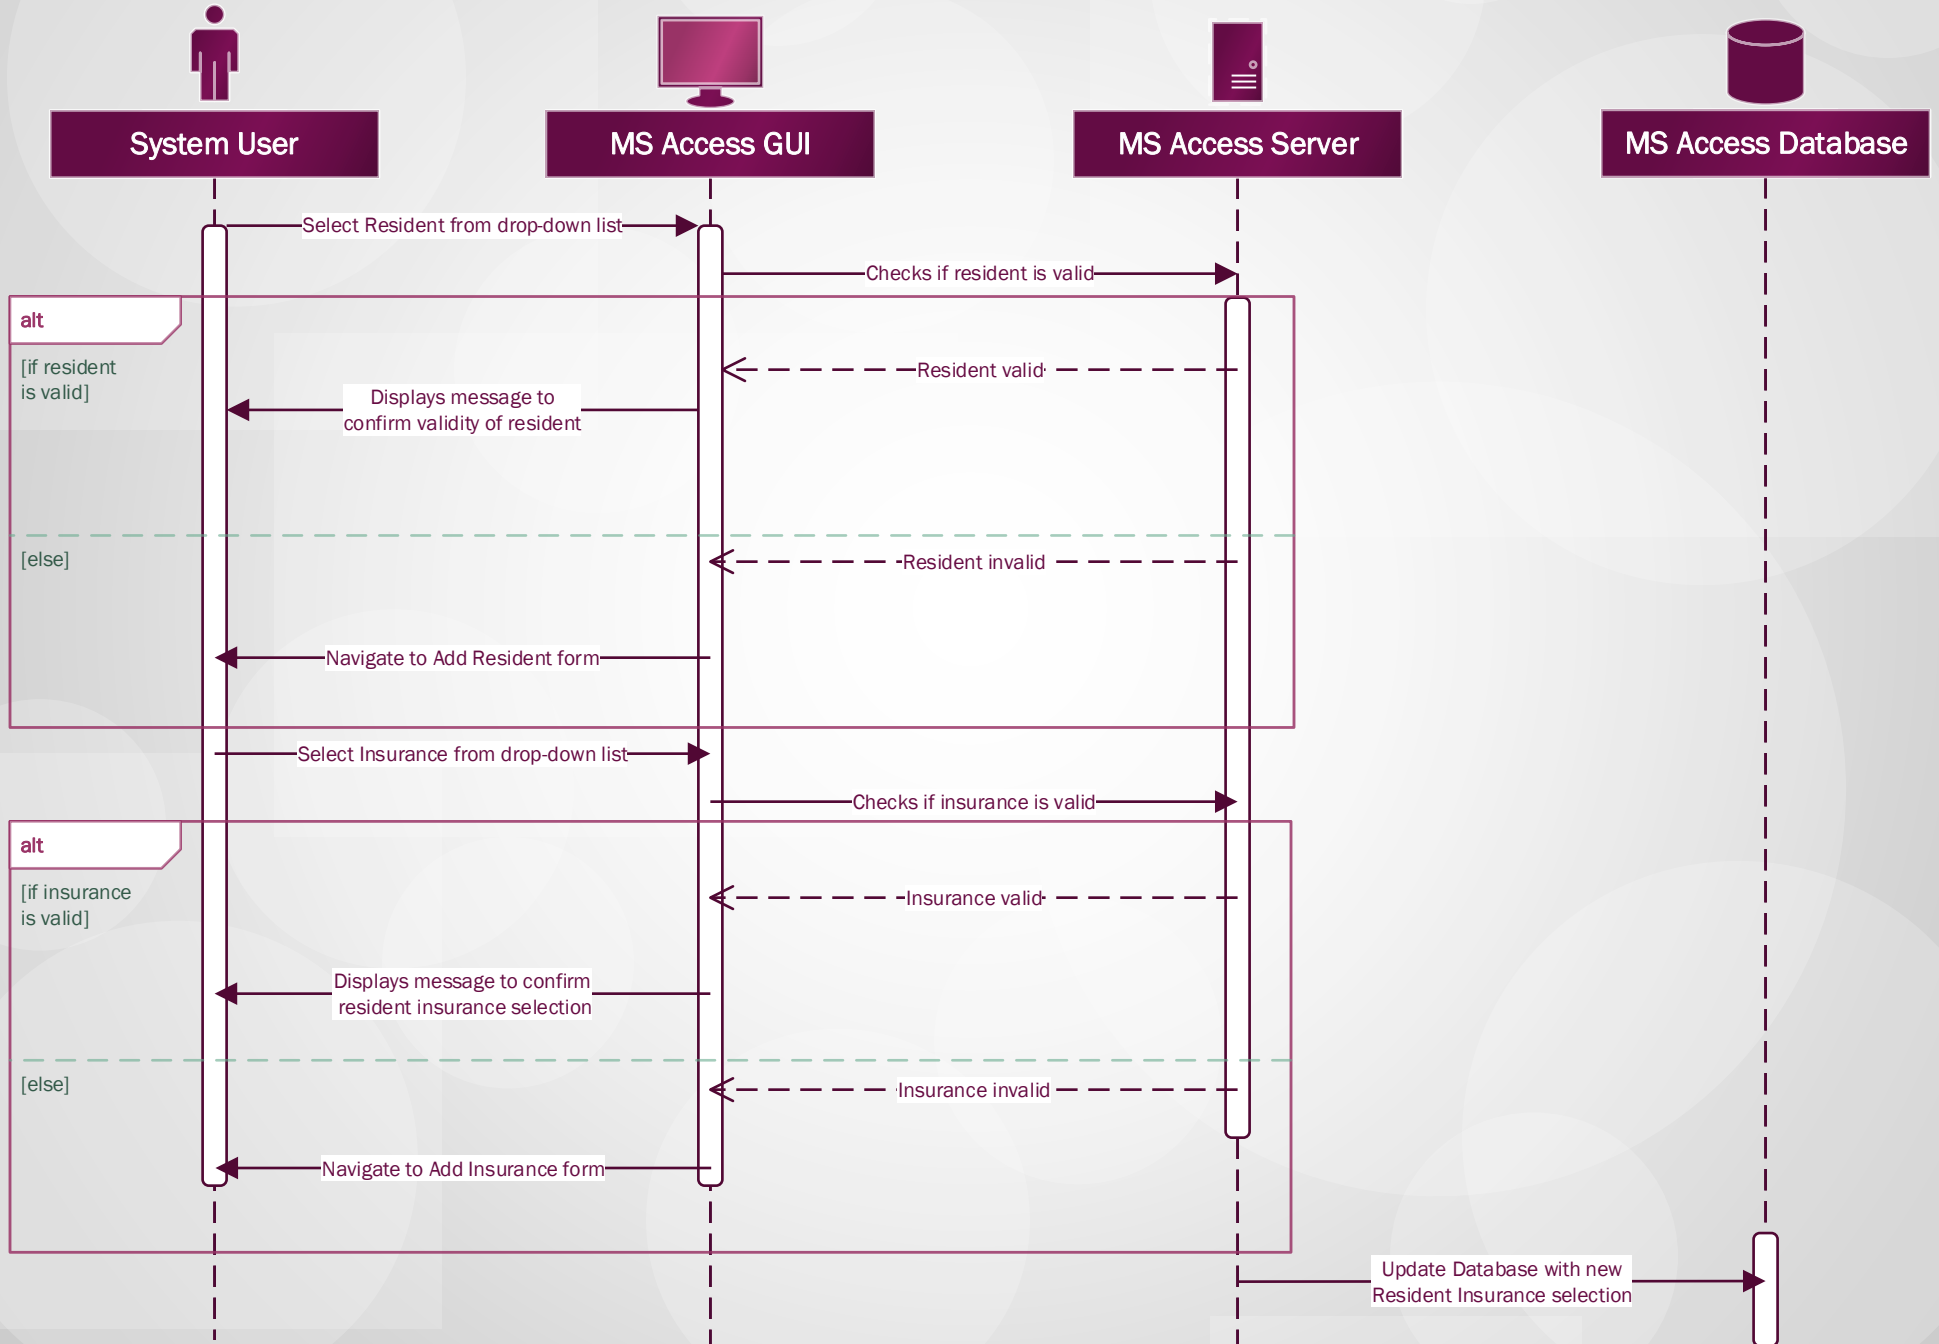 System User
MS Access GUI
MS Access Server
MS Access Database
Select Resident from drop-down list
Checks if resident is valid
alt
[if resident
is valid]
Resident valid
Displays message to
confirm validity of resident
[else]
Resident invalid
Navigate to Add Resident form
Select Insurance from drop-down list
Checks if insurance is valid
alt
[if insurance
is valid]
Insurance valid
Displays message to confirm
resident insurance selection
[else]
Insurance invalid
Navigate to Add Insurance form
Update Database with new
Resident Insurance selection